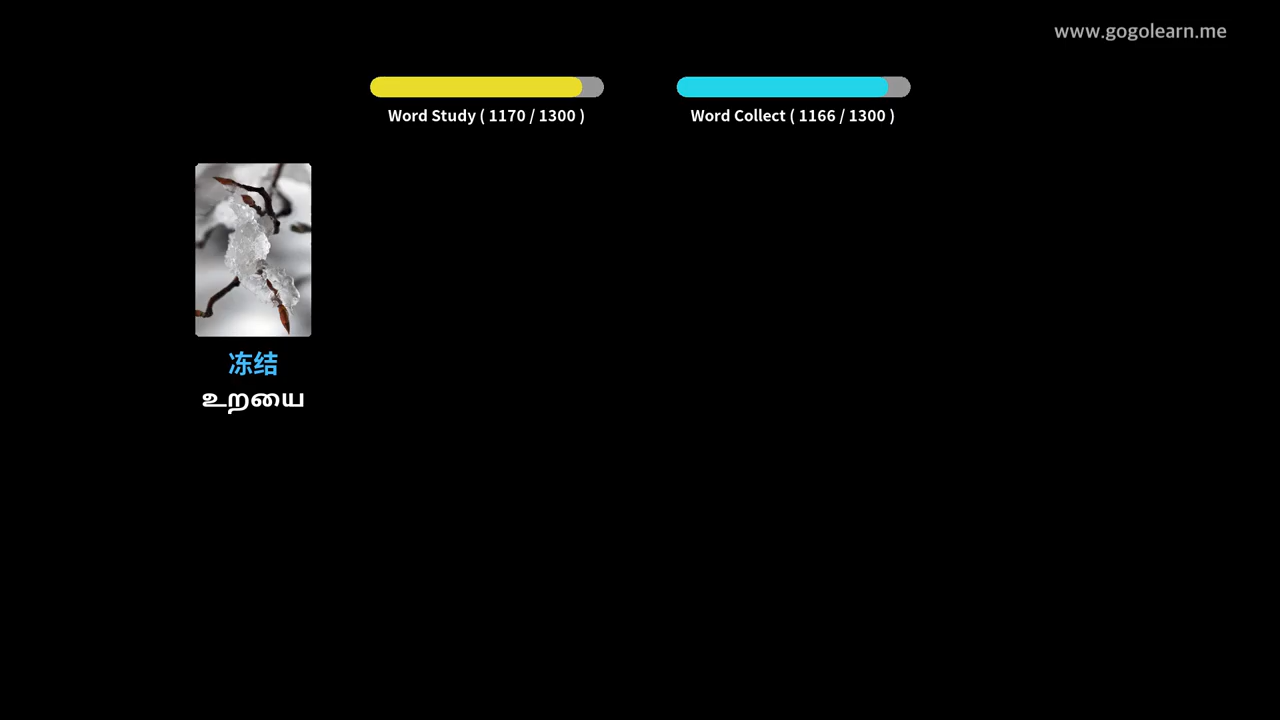 www.gogolearn.me
Word Study ( 1170 / 1300 )
Word Collect ( 1166 / 1300 )
冻结
உறயை